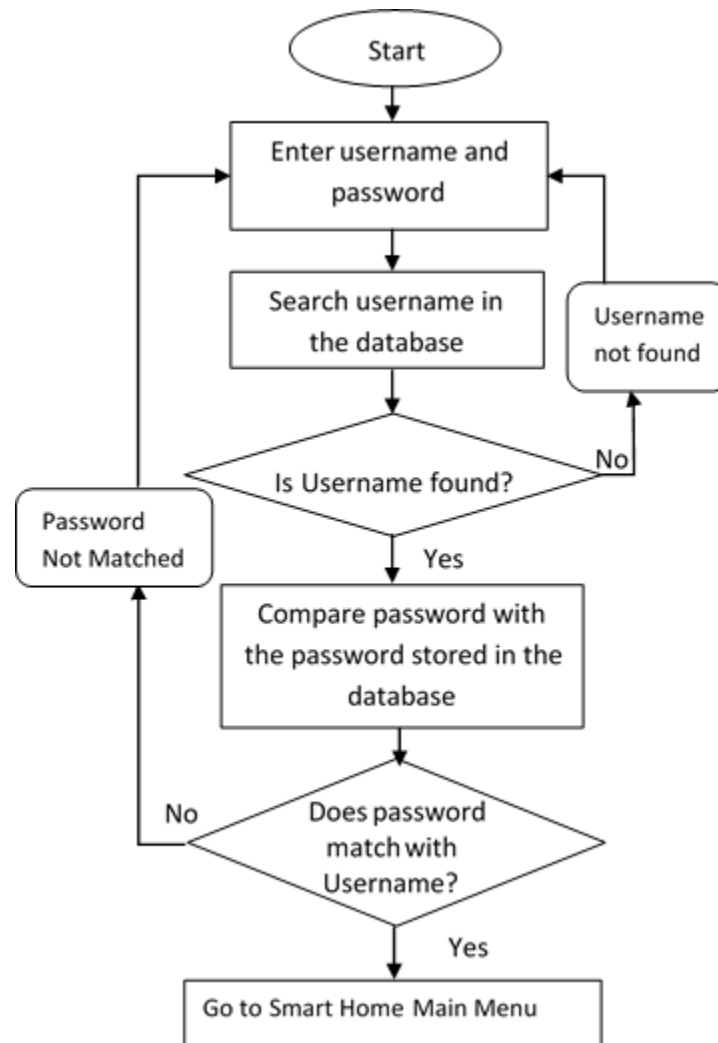 Start
Enter username and
password
Search username in
the database
Username
not found
Is Username found?
No
Password
Not Matched
Yes
Compare password with
the password stored in the
database
No
Does password
match with
Username?
Yes
Go to Smart Home Main Menu